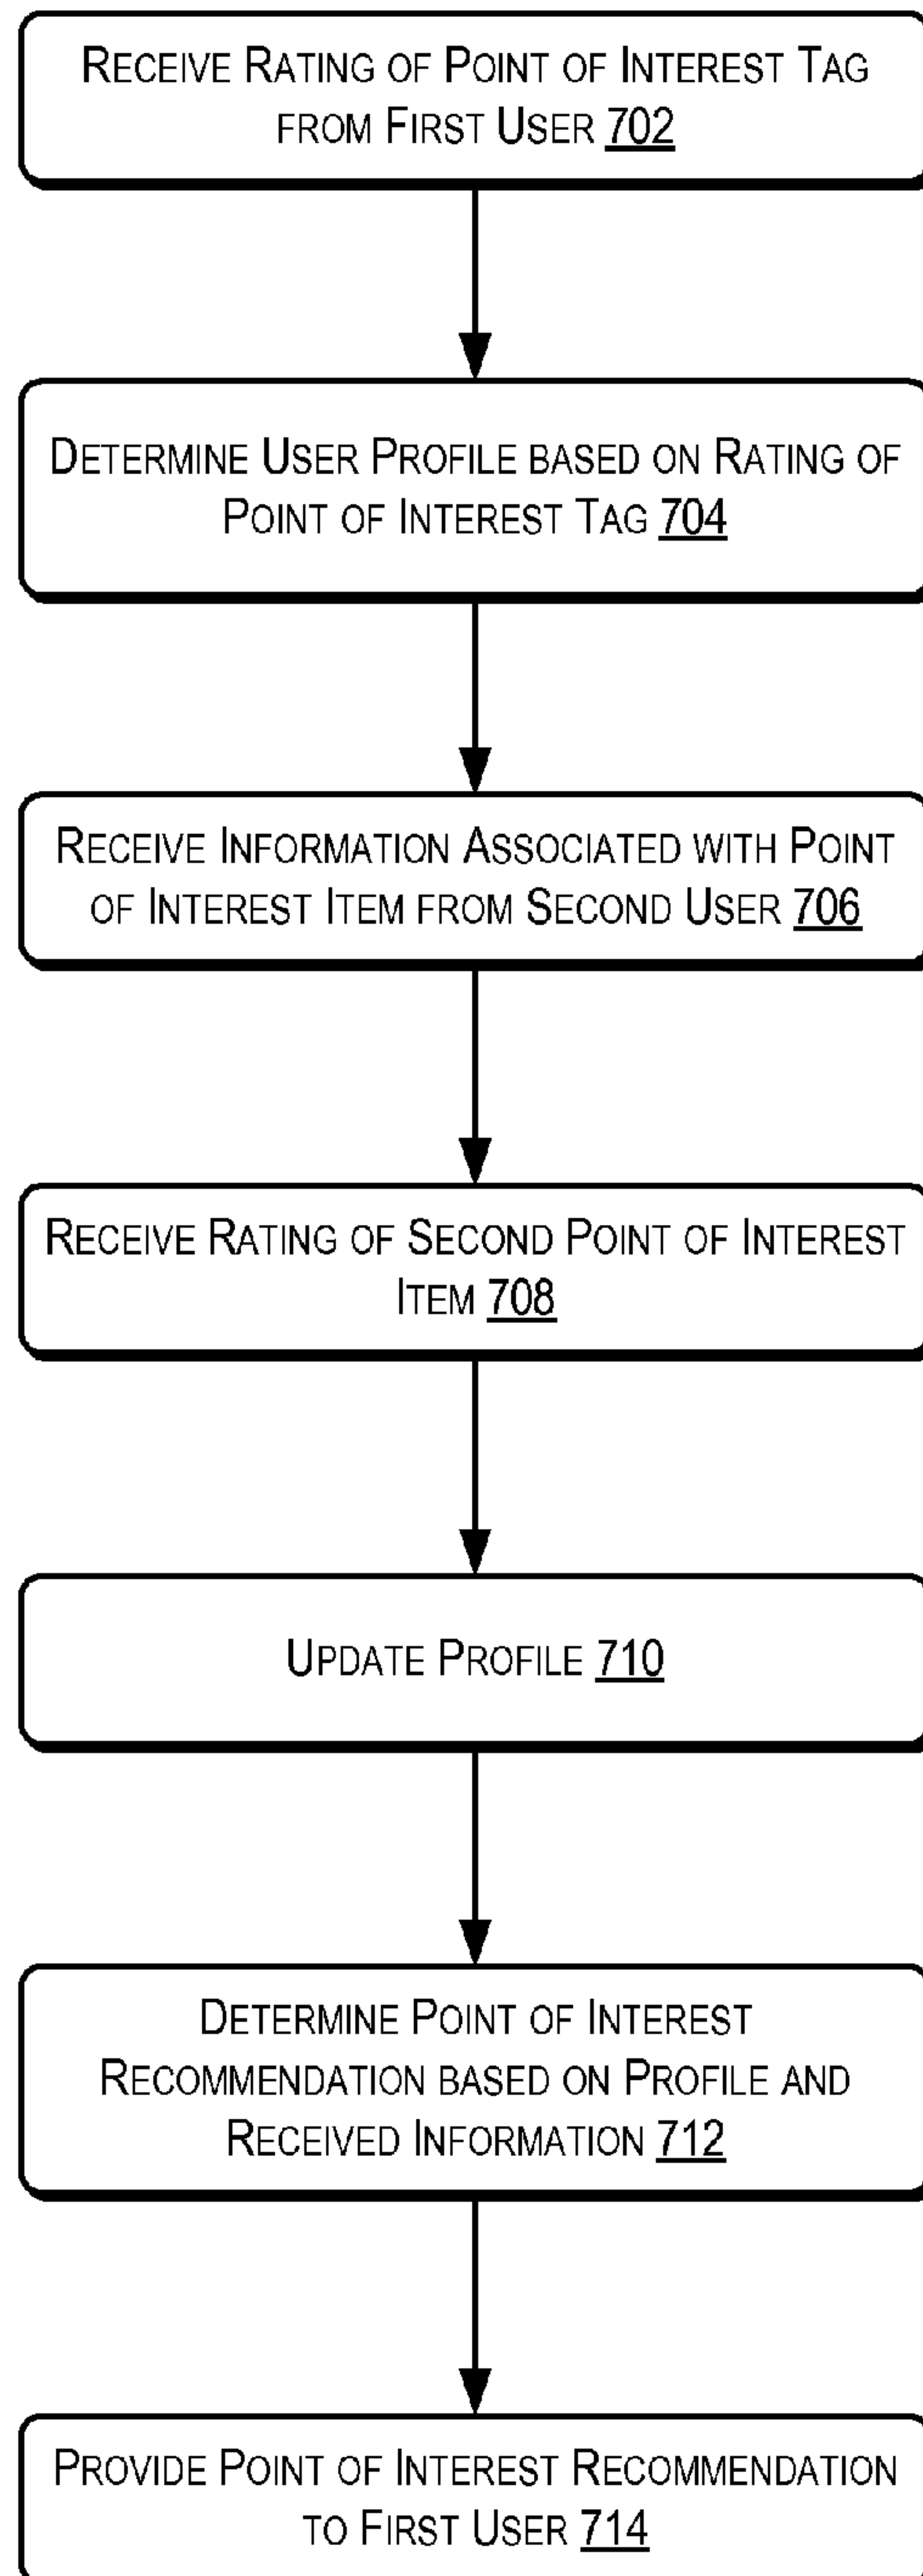 RECEIVE RATING OF POINT OF INTEREST TAG
FROM FIRST USER 702
DETERMINE USER PROFILE BASED ON RATING OF
POINT OF INTEREST TAG 704
RECEIVE INFORMATION ASSOCIATED WITH POINT
OF INTEREST ITEM FROM SECOND USER 706
RECEIVE RATING OF SECOND POINT OF INTEREST
ITEM 708
UPDATE PROFILE 710
DETERMINE POINT OF INTEREST
RECOMMENDATION BASED ON PROFILE AND
RECEIVED INFORMATION 712
PROVIDE POINT OF INTEREST RECOMMENDATION
TO FIRST USER 714